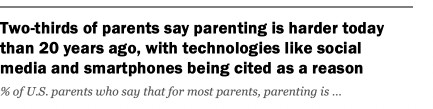 Two-thirds of parents say parenting is harder today
than 20 years ago, with technologies like social
media and smartphones being cited as a reason
% of U.S. parents who say that for most parents, parenting is ...